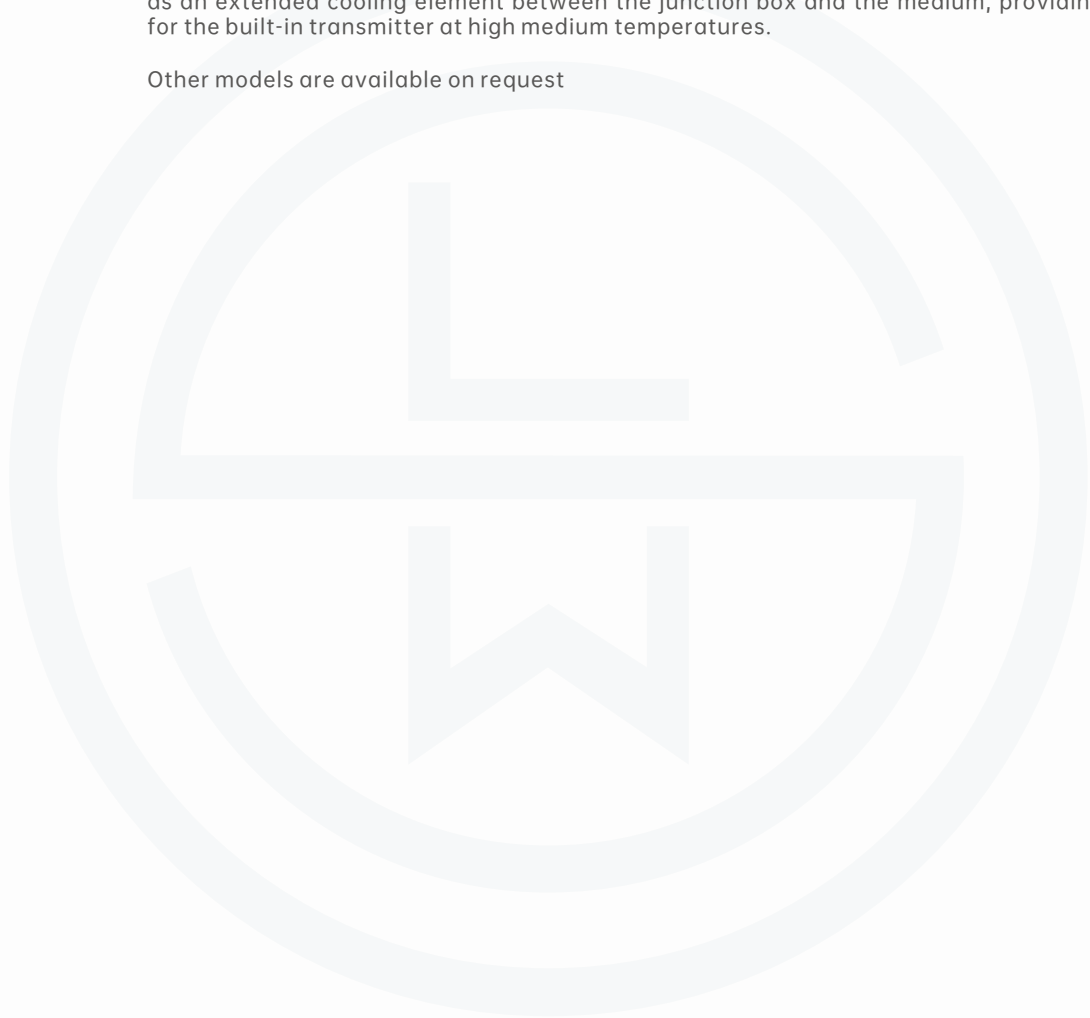 as an extended cooling element between the junction box and the medium,
for the built-in transmitter at high medium temperatures.
Other models are available on request